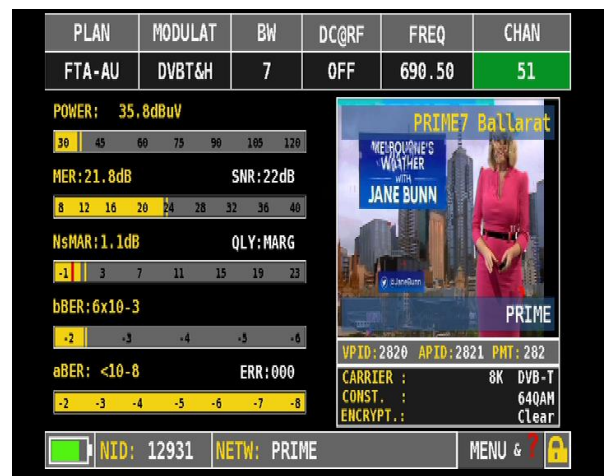 PLAN MODULAT BW DC@RF FREQ CHAN
FTA-AU DVBT&H 7 OFF 690.50 51
POWER: 35.8dBuV
30 45 60 75 90 105 120
MER:21.8dB SNR:22dB
8 12 16 20 24 28 32 36 40
NsMAR:1.1dB QLY:MARG
-1 3 7 11 15 19 23
bBER:6x10-3
-2 -3 -4 -5 -6
aBER: <10-8 ERR:000
-2 -3 -4 -5 -6 -7 -8
PRIME7 Ballarat
MELBOURNE'S
WEATHER
WITH
JANE BUNN
@JaneBunn
PRIME
VPID:2820 APID:2821 PMT:282
CARRIER : 8K DVB-T
CONST. : 64QAM
ENCRYPT.: Clear
NID: 12931 NETW: PRIME MENU & ?